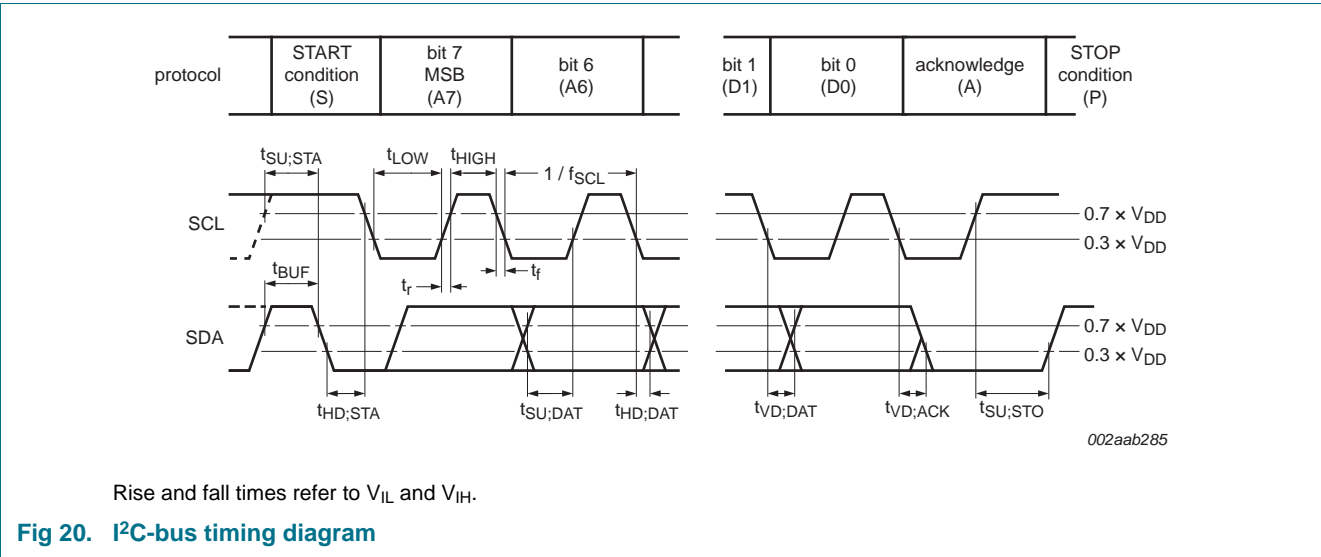 protocol
START
condition
(S)
bit 7
MSB
(A7)
bit 6
(A6)
bit 1
(D1)
bit 0
(D0)
acknowledge
(A)
STOP
condition
(P)
tSU;STA
tLOW
tHIGH
1 / fSCL
SCL
0.7 × VDD
0.3 × VDD
tBUF
tr
tf
SDA
0.7 × VDD
0.3 × VDD
tHD;STA
tSU;DAT
tHD;DAT
tVD;DAT
tVD;ACK
tSU;STO
002aab285
Rise and fall times refer to VIL and VIH.
Fig 20. I2C-bus timing diagram